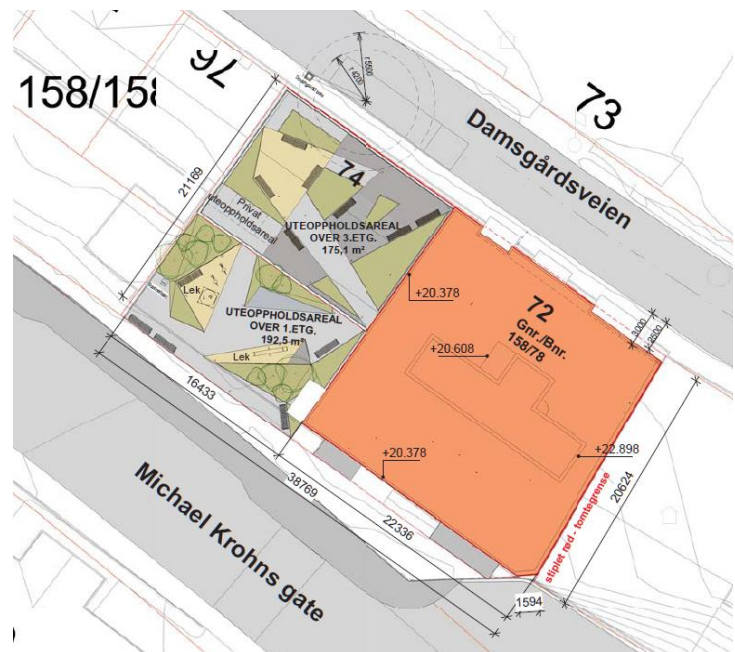 158/158
76
73
r 5500
r 4200
Damsgårdsveien
21169
74
Privat
uteoppholdsareal
UTEOPPHOLDSAREAL
OVER 3.ETG.
175,1 m²
+20.378
72
Gnr./Bnr.
158/78
3000
2500
Lek
UTEOPPHOLDSAREAL
OVER 1.ETG.
192,5 m²
+20.608
Lek
16433
+20.378
+22.898
20624
stiplet rød - tomtegrense
38769
22336
Michael Krohns gate
1594